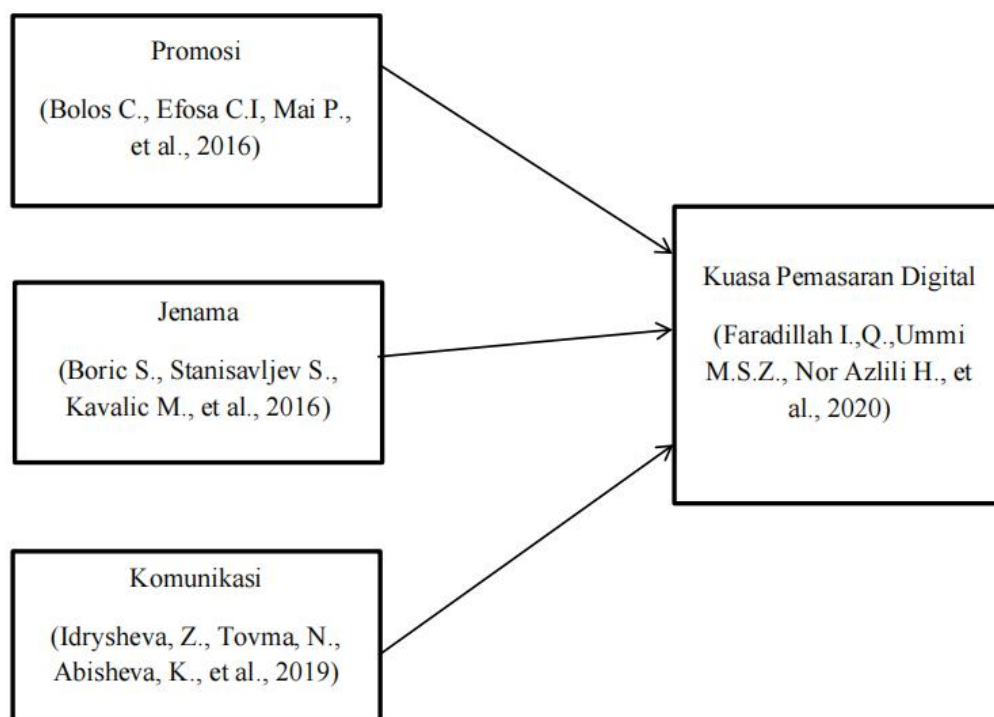 Promosi
(Bolos C., Efosa C.I, Mai P.,
et al., 2016)
Jenama
(Boric S., Stanisavljev S.,
Kavalic M., et al., 2016)
Komunikasi
(Idrysheva, Z., Tovma, N.,
Abisheva, K., et al., 2019)
Kuasa Pemasaran Digital
(Faradillah I.,Q.,Ummi
M.S.Z., Nor Azlili H., et
al., 2020)